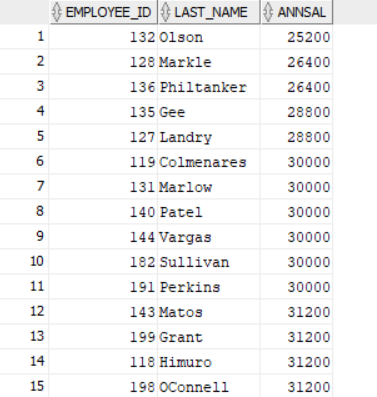 EMPLOYEE_ID LAST_NAME ANNSAL
1 132 Olson 25200
2 128 Markle 26400
3 136 Philtanker 26400
4 135 Gee 28800
5 127 Landry 28800
6 119 Colmenares 30000
7 131 Marlow 30000
8 140 Patel 30000
9 144 Vargas 30000
10 182 Sullivan 30000
11 191 Perkins 30000
12 143 Matos 31200
13 199 Grant 31200
14 118 Himuro 31200
15 198 OConnell 31200